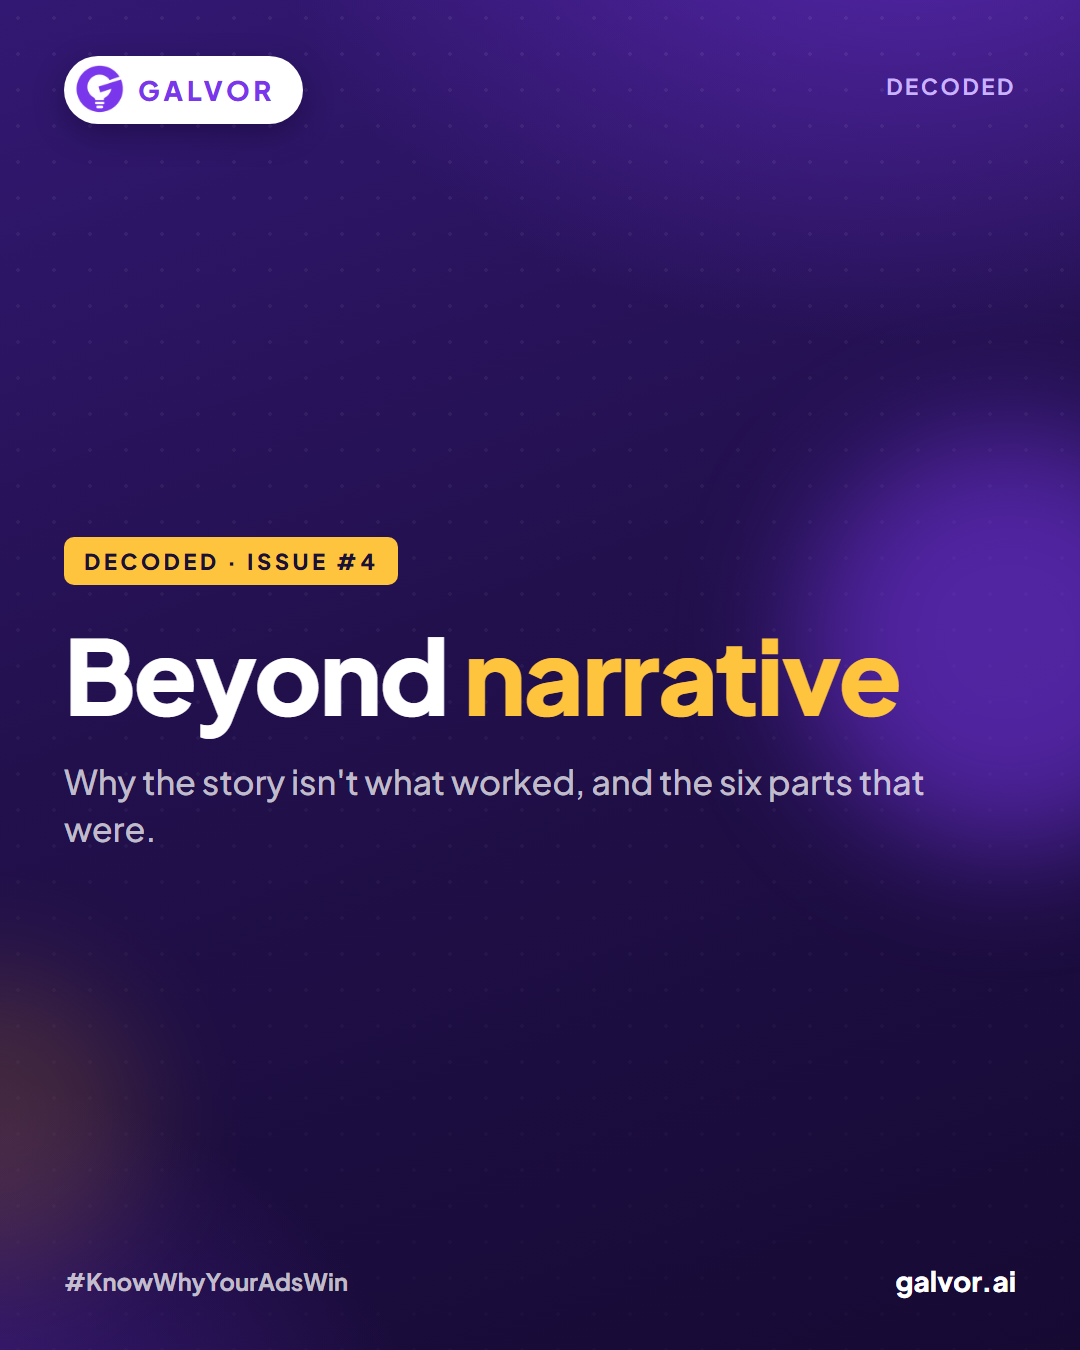 GALVOR
DECODED
DECODED · ISSUE #4
Beyond narrative
Why the story isn't what worked, and the six parts that
were.
#KnowWhyYourAdsWin
galvor.ai